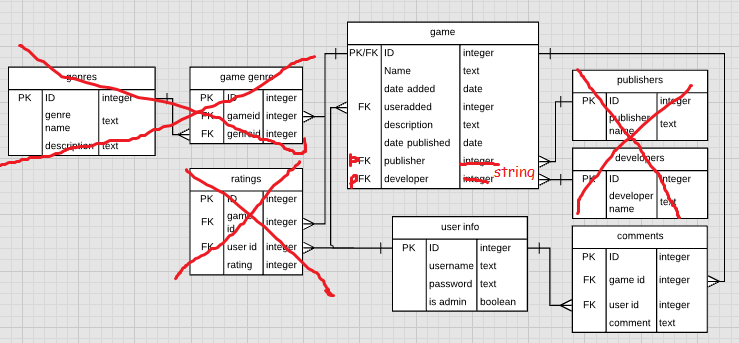 genres
PK ID integer
genre name text
description text
game genre
PK ID integer
FK gameid integer
FK genreid integer
ratings
PK ID integer
FK game id integer
FK user id integer
rating integer
game
PK/FK ID integer
Name text
date added date
FK useradded integer
description text
date published date
FK publisher integer
FK developer integer
string
user info
PK ID integer
username text
password text
is admin boolean
publishers
PK ID integer
publisher name text
developers
PK ID integer
developer name text
comments
PK ID integer
FK game id integer
FK user id integer
comment text